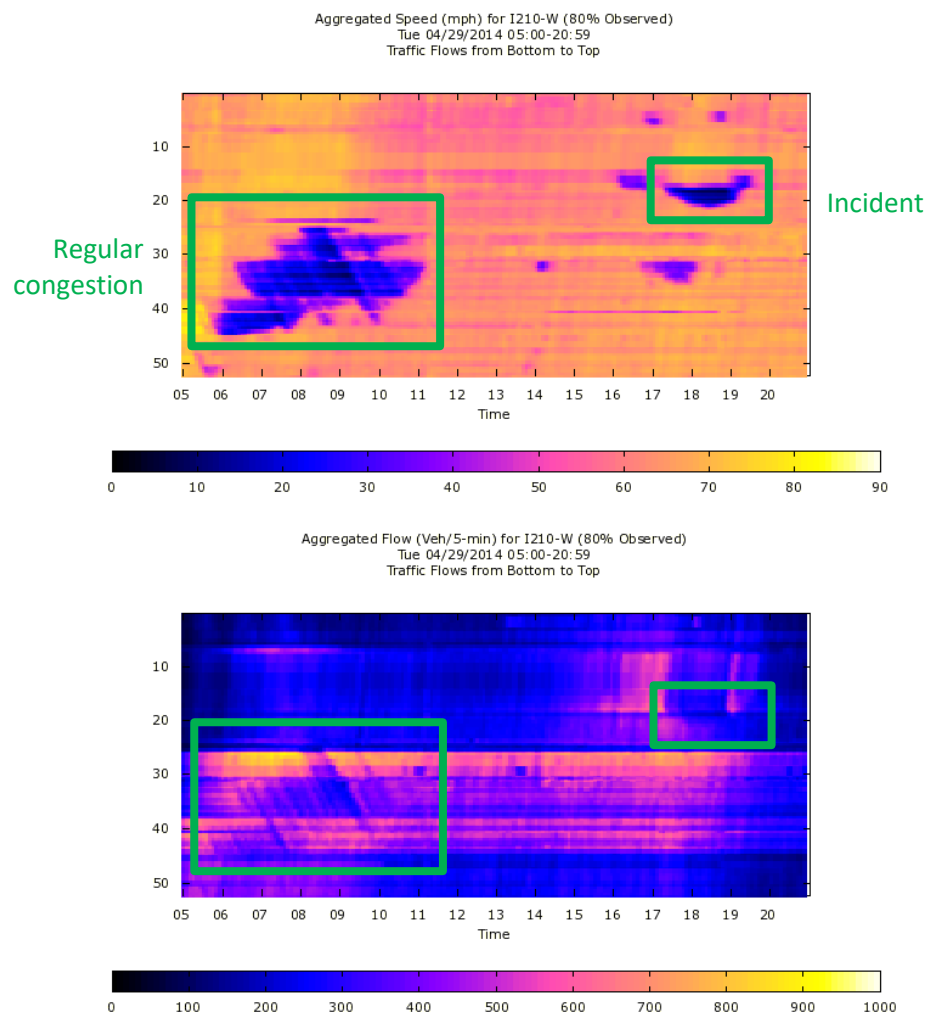 Aggregated Speed (mph) for I210-W (80% Observed)
Tue 04/29/2014 05:00-20:59
Traffic Flows from Bottom to Top
10
20
30
40
50
05 06 07 08 09 10 11 12 13 14 15 16 17 18 19 20
Time
Regular
congestion
Incident
0 10 20 30 40 50 60 70 80 90
Aggregated Flow (Veh/5-min) for I210-W (80% Observed)
Tue 04/29/2014 05:00-20:59
Traffic Flows from Bottom to Top
10
20
30
40
50
05 06 07 08 09 10 11 12 13 14 15 16 17 18 19 20
Time
0 100 200 300 400 500 600 700 800 900 1000